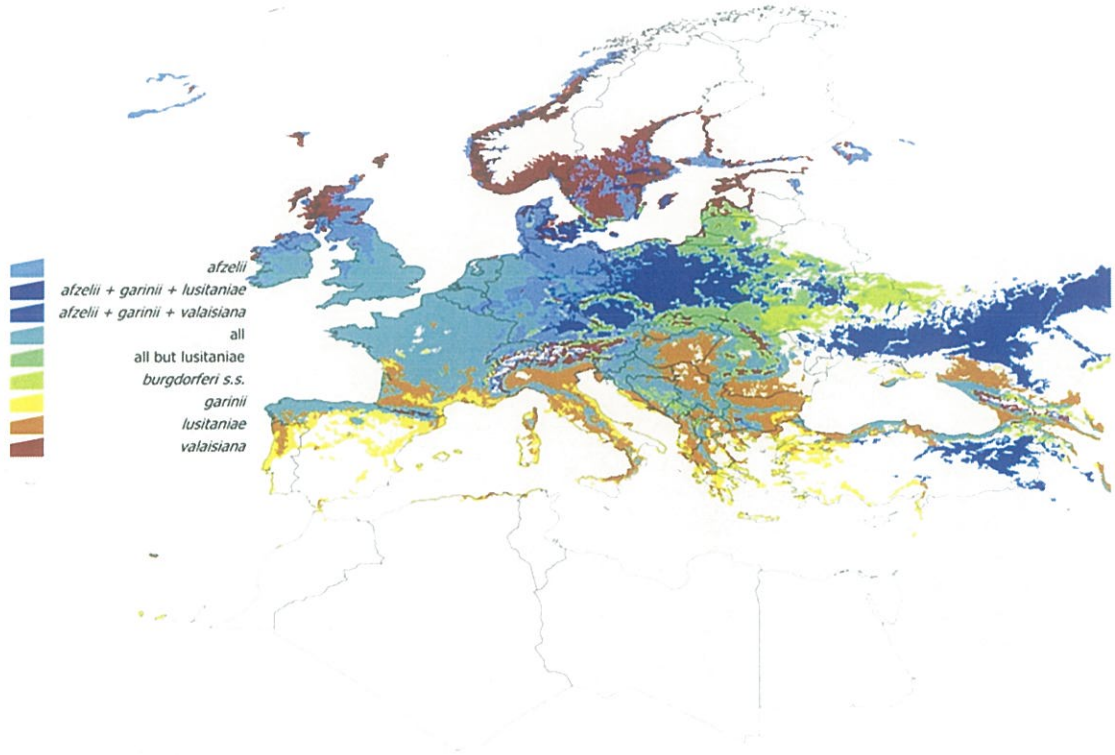 afzelii
afzelii + garinii + lusitaniae
afzelii + garinii + valaisiana
all
all but lusitaniae
burgdorferi s.s.
garinii
lusitaniae
valaisiana